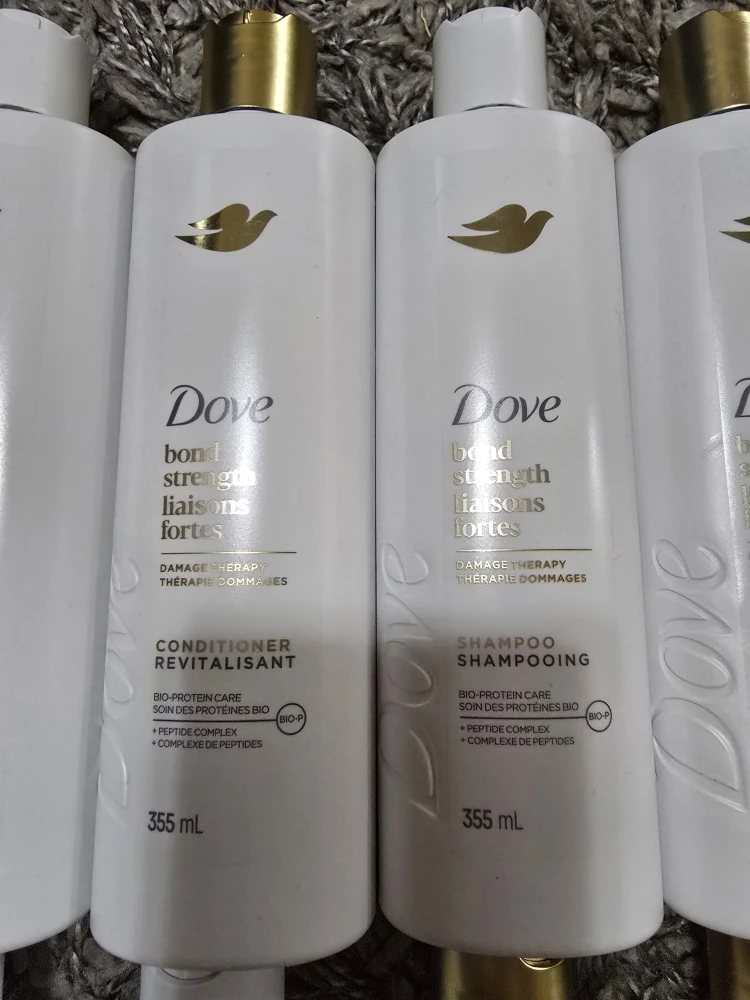 Dove
bond
strength
liaisons
fortes
DAMAGE THERAPY
THÉRAPIE DOMMAGES
CONDITIONER
REVITALISANT
BIO-PROTEIN CARE
SOIN DES PROTÉINES BIO
BIO-P
+ PEPTIDE COMPLEX
+ COMPLEXE DE PEPTIDES
355 mL
Dove
Dove
bond
strength
liaisons
fortes
DAMAGE THERAPY
THÉRAPIE DOMMAGES
SHAMPOO
SHAMPOOING
BIO-PROTEIN CARE
SOIN DES PROTÉINES BIO
BIO-P
+ PEPTIDE COMPLEX
+ COMPLEXE DE PEPTIDES
355 mL
Dove
Dove